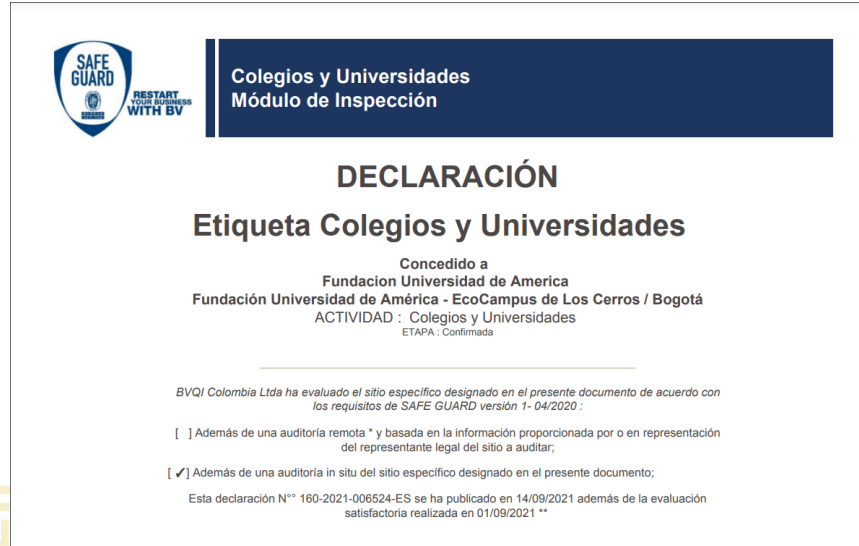 SAFE
GUARD
BUREAU
VERITAS
RESTART
YOUR BUSINESS
WITH BV
Colegios y Universidades
Módulo de Inspección
DECLARACIÓN
Etiqueta Colegios y Universidades
Concedido a
Fundacion Universidad de America
Fundación Universidad de América - EcoCampus de Los Cerros / Bogotá
ACTIVIDAD : Colegios y Universidades
ETAPA : Confirmada
BVQI Colombia Ltda ha evaluado el sitio específico designado en el presente documento de acuerdo con
los requisitos de SAFE GUARD versión 1- 04/2020 :
[ ] Además de una auditoría remota * y basada en la información proporcionada por o en representación
del representante legal del sitio a auditar;
[ ✓] Además de una auditoría in situ del sitio específico designado en el presente documento;
Esta declaración N°° 160-2021-006524-ES se ha publicado en 14/09/2021 además de la evaluación
satisfactoria realizada en 01/09/2021 **